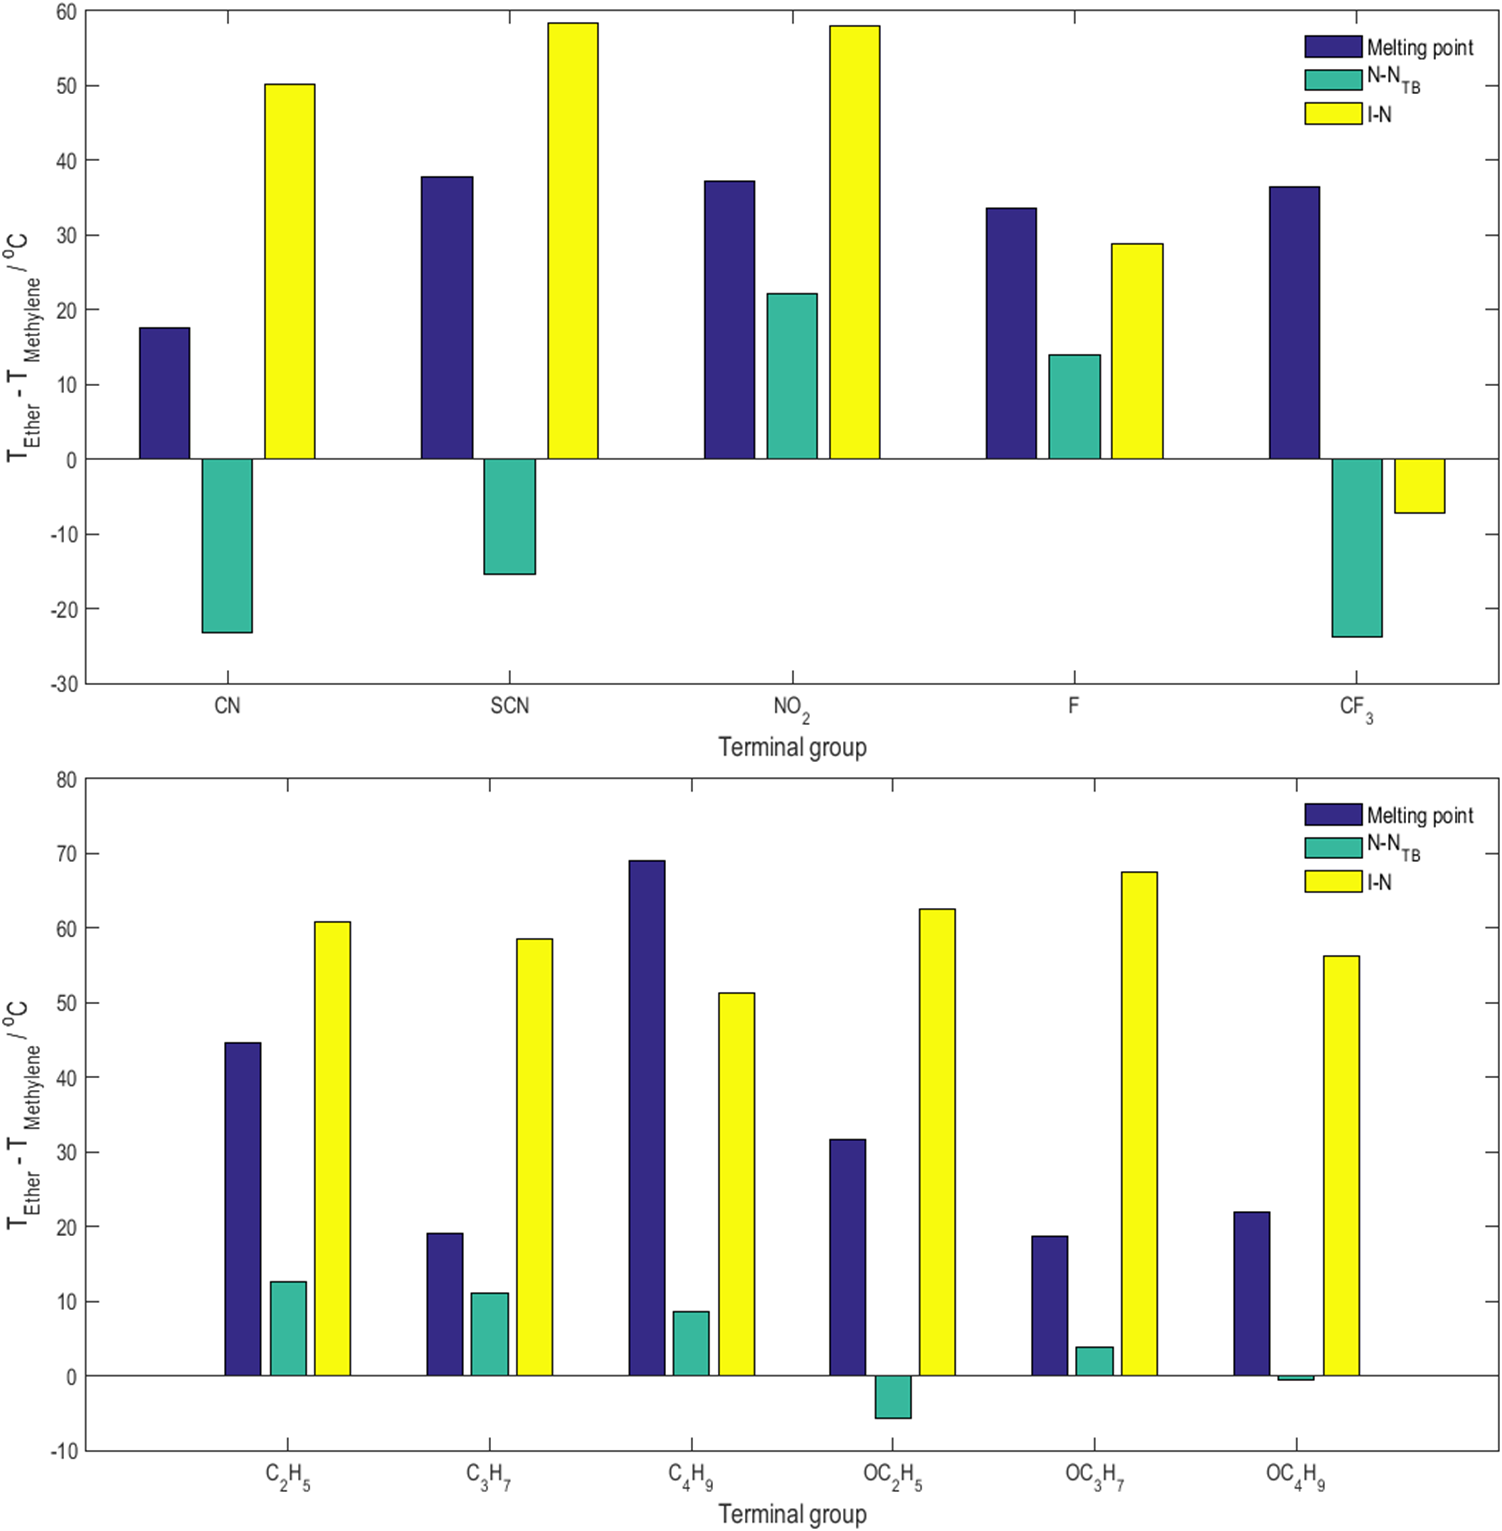 60
50
40
30
20
10
0
-10
-20
-30
T Ether - T Methylene / °C
Melting point
N-N TB
I-N
CN SCN NO2 F CF3
Terminal group
80
70
60
50
40
30
20
10
0
-10
T Ether - T Methylene / °C
Melting point
N-N TB
I-N
C2H5 C3H7 C4H9 OC2H5 OC3H7 OC4H9
Terminal group